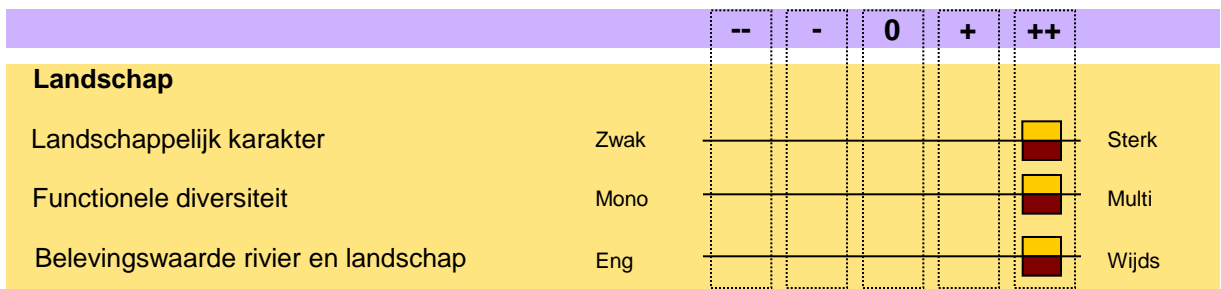 -- - 0 + ++
Landschap
Landschappelijk karakter Zwak Sterk
Functionele diversiteit Mono Multi
Belevingswaarde rivier en landschap Eng Wijds